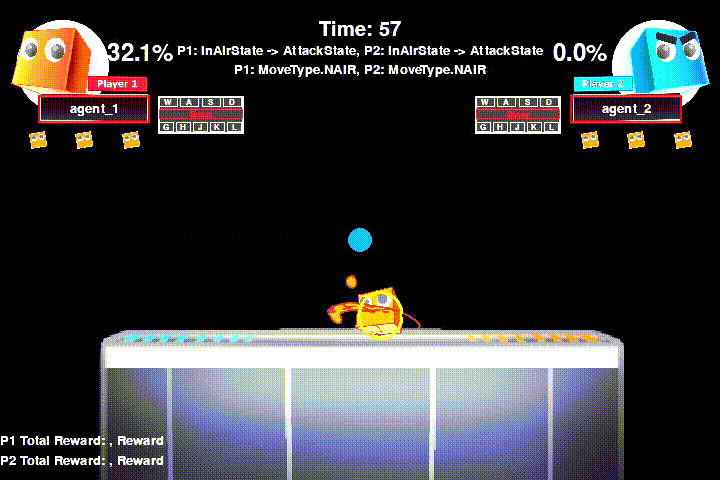 Time: 57
32.1%
P1: InAirState -> AttackState, P2: InAirState -> AttackState
0.0%
P1: MoveType.NAIR, P2: MoveType.NAIR
Player 1
Player 2
agent_1
agent_2
W A S D
G H J K L
W A S D
G H J K L
P1 Total Reward: , Reward
P2 Total Reward: , Reward